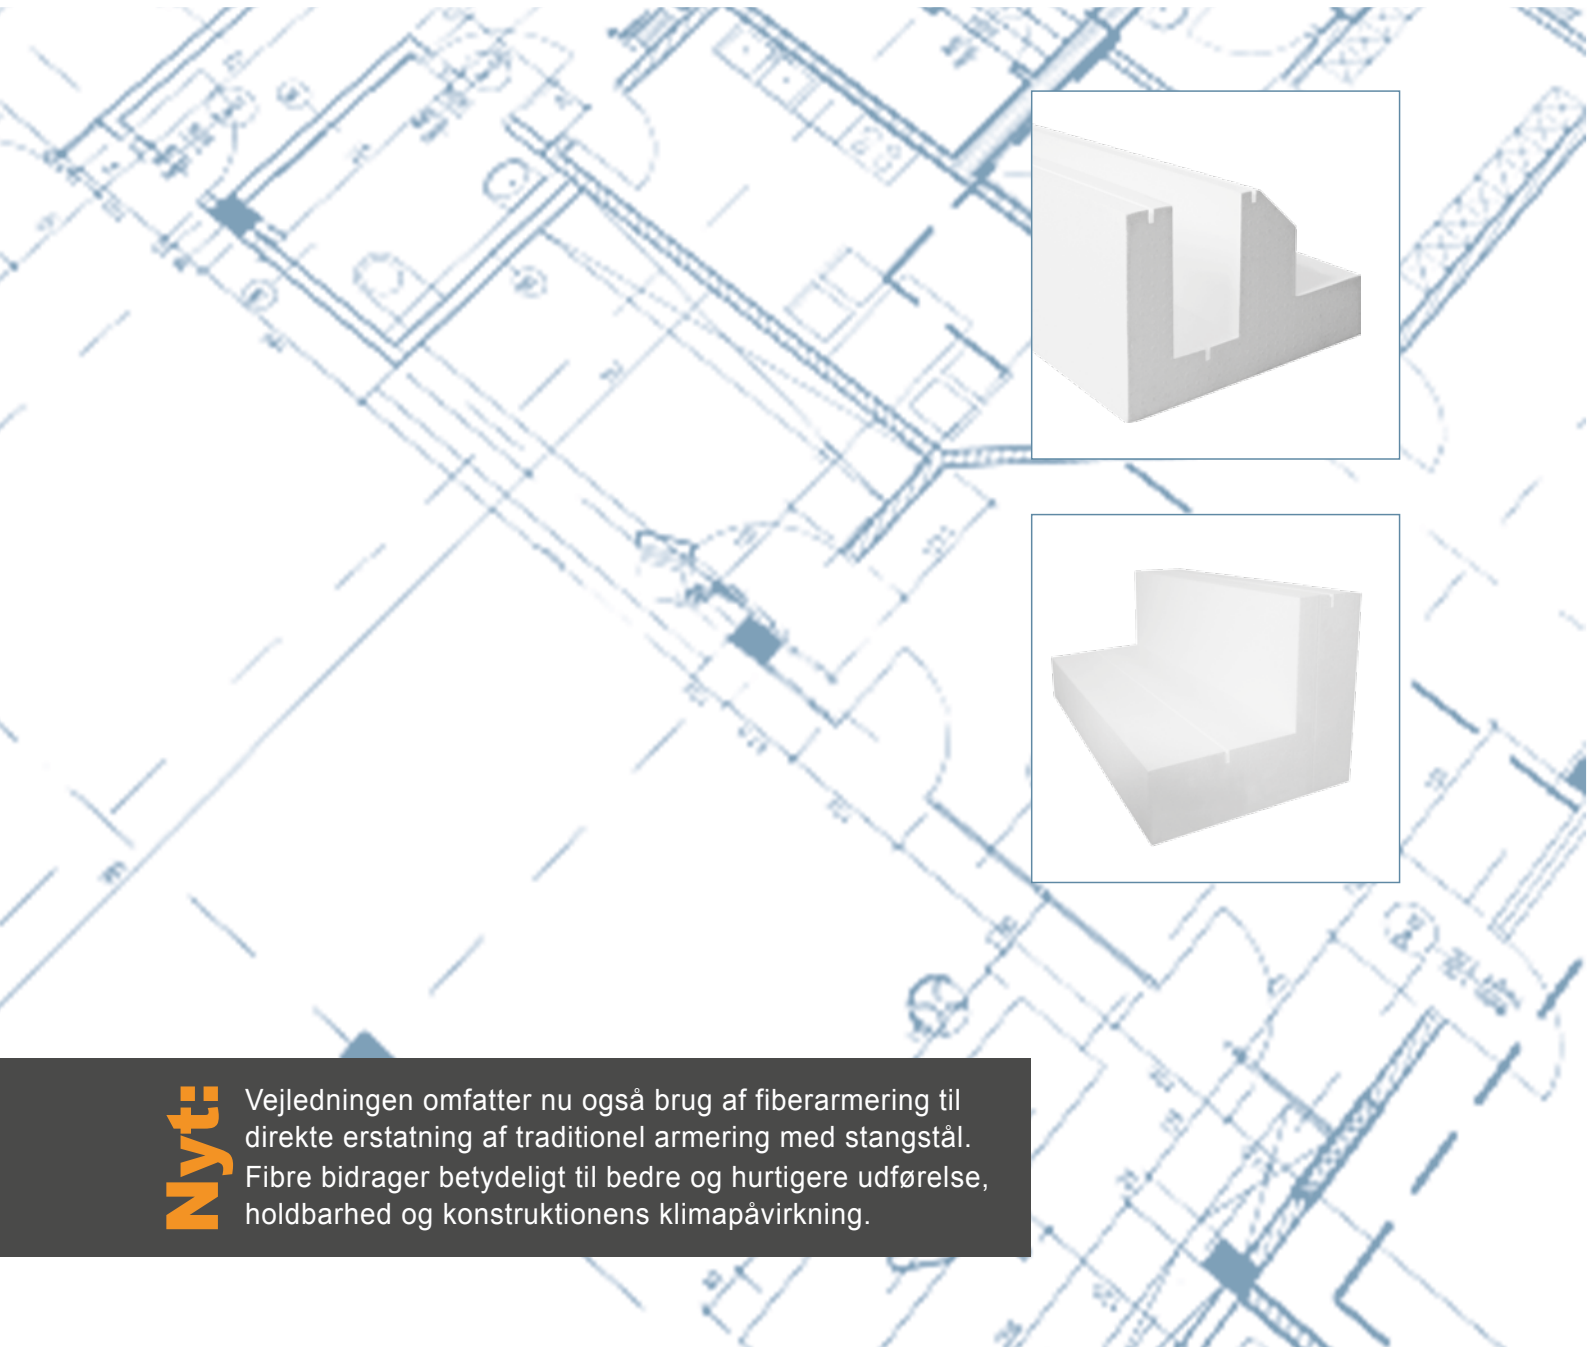 Nyt:
Vejledningen omfatter nu også brug af fiberarmering til
direkte erstatning af traditionel armering med stangstål.
Fibre bidrager betydeligt til bedre og hurtigere udførelse,
holdbarhed og konstruktionens klimapåvirkning.